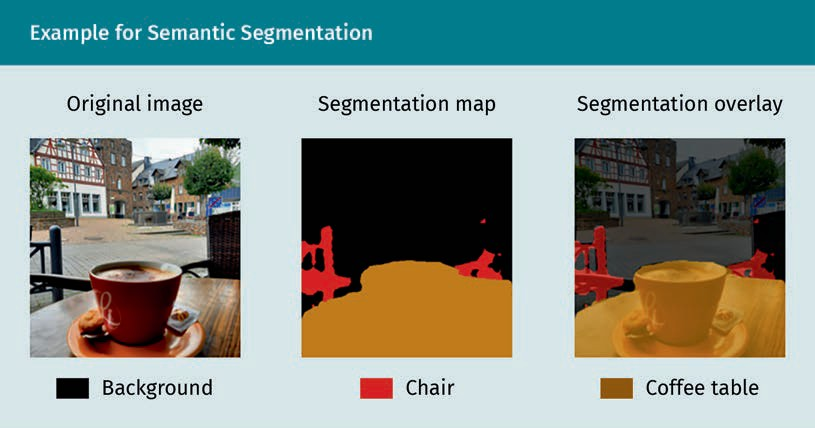 Example for Semantic Segmentation
Original image
Segmentation map
Segmentation overlay
Background
Chair
Coffee table